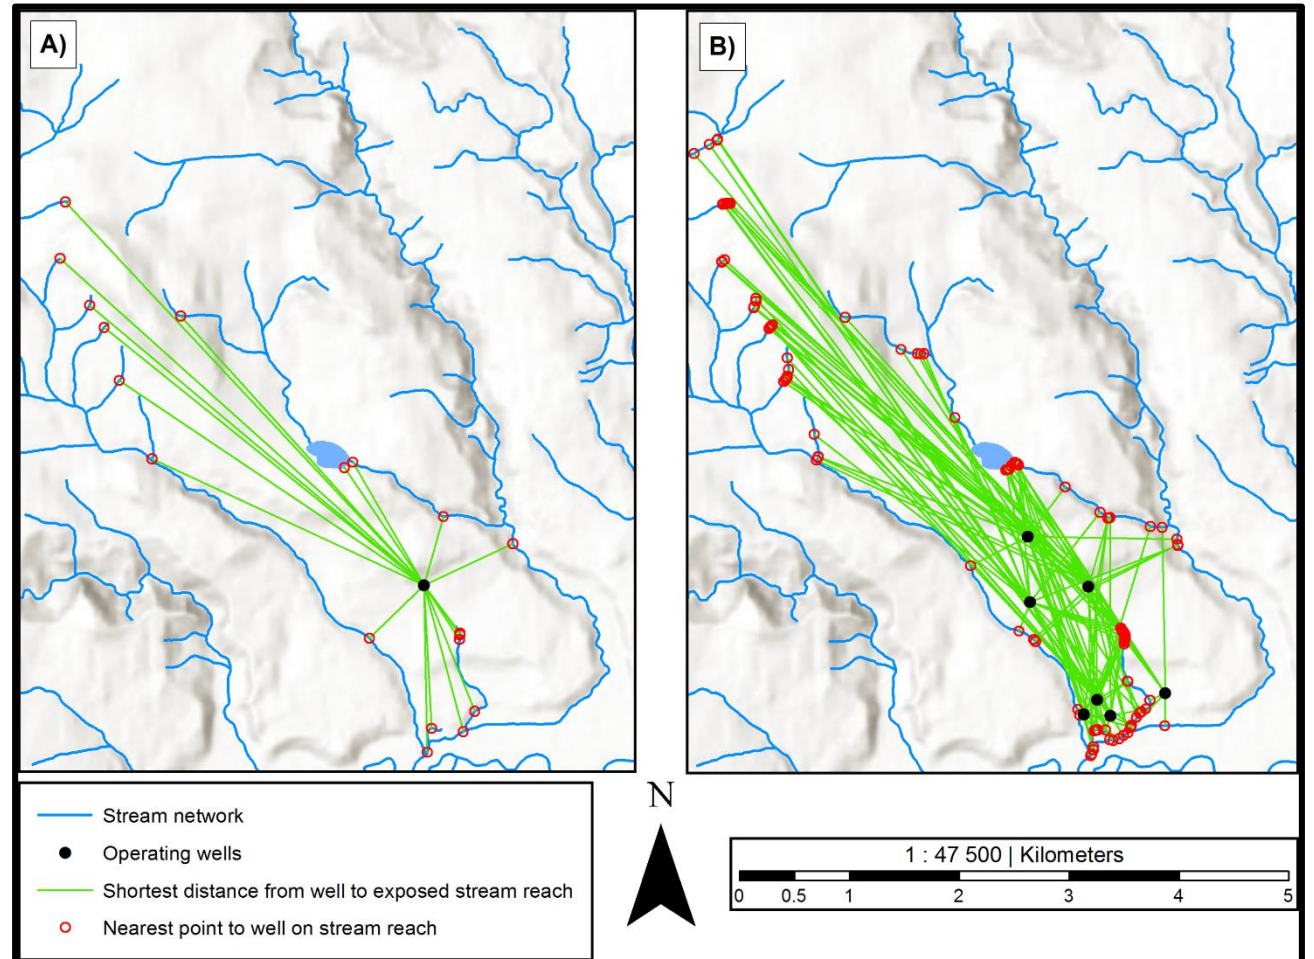 A)
B)
Stream network
Operating wells
Shortest distance from well to exposed stream reach
Nearest point to well on stream reach
N
1 : 47 500 | Kilometers
0 0.5 1 2 3 4 5